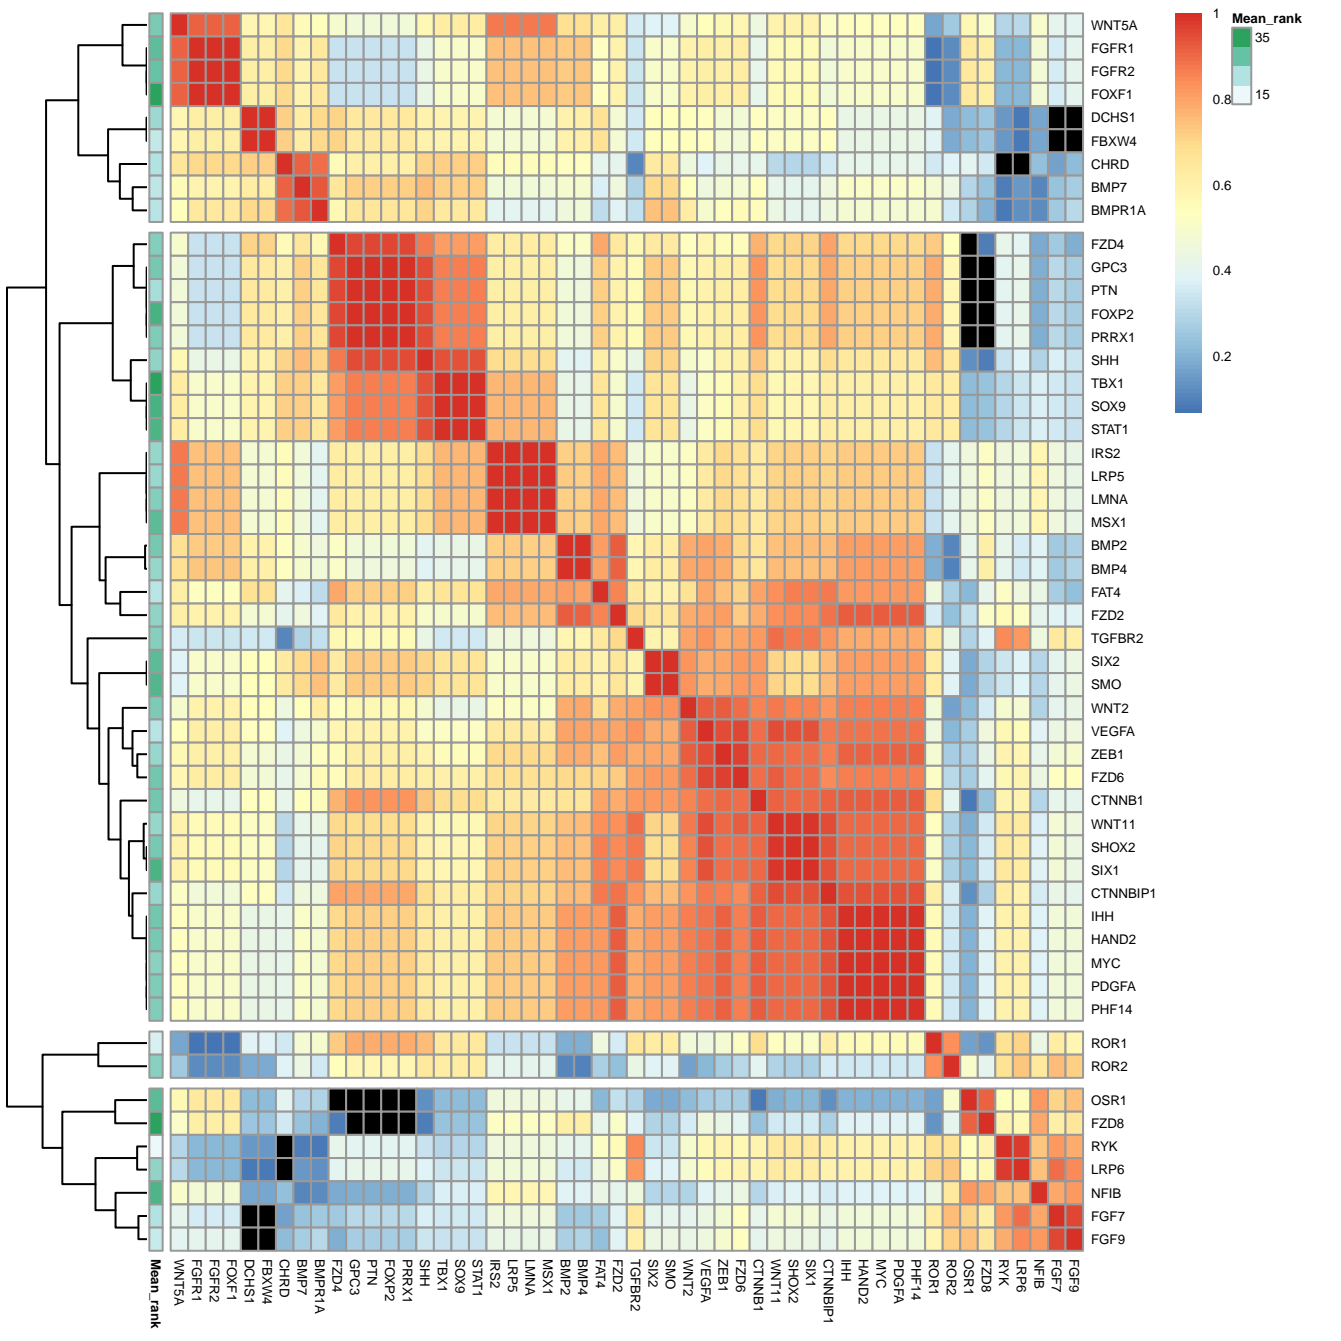 1
0.8
0.6
0.4
0.2
Mean_rank
35
15
WNT5A
FGFR1
FGFR2
FOXF1
DCHS1
FBXW4
CHRD
BMP7
BMPR1A
FZD4
GPC3
PTN
FOXP2
PRRX1
SHH
TBX1
SOX9
STAT1
IRS2
LRP5
LMNA
MSX1
BMP2
BMP4
FAT4
FZD2
TGFBR2
SIX2
SMO
WNT2
VEGFA
ZEB1
FZD6
CTNNB1
WNT11
SHOX2
SIX1
CTNNBIP1
IHH
HAND2
MYC
PDGFA
PHF14
ROR1
ROR2
OSR1
FZD8
RYK
LRP6
NFIB
FGF7
FGF9
Mean_rank
WNT5A
FGFR1
FGFR2
FOXF1
DCHS1
FBXW4
CHRD
BMP7
BMPR1A
FZD4
GPC3
PTN
FOXP2
PRRX1
SHH
TBX1
SOX9
STAT1
IRS2
LRP5
LMNA
MSX1
BMP2
BMP4
FAT4
FZD2
TGFBR2
SIX2
SMO
WNT2
VEGFA
ZEB1
FZD6
CTNNB1
WNT11
SHOX2
SIX1
CTNNBIP1
IHH
HAND2
MYC
PDGFA
PHF14
ROR1
ROR2
OSR1
FZD8
RYK
LRP6
NFIB
FGF7
FGF9